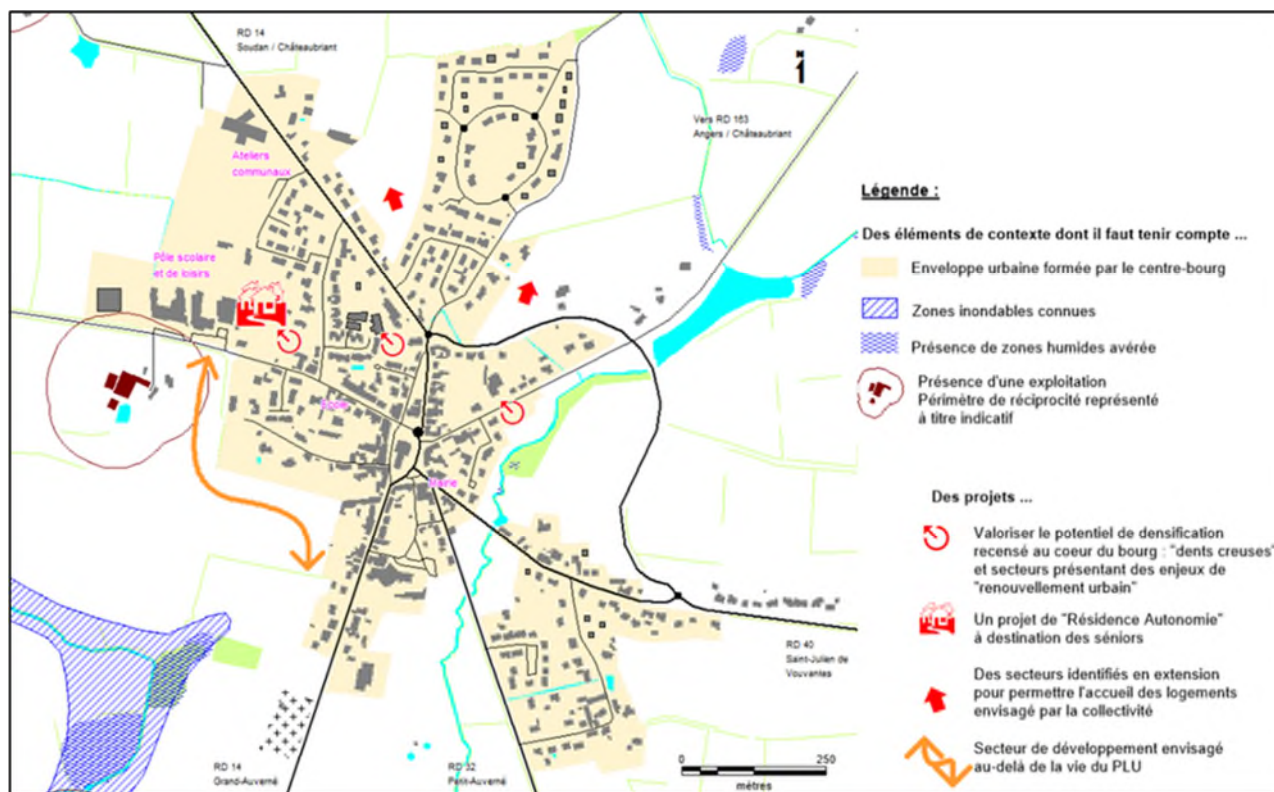 RD 14
Soudan / Châteaubriant
N
1
Vers RD 163
Angers / Châteaubriant
Ateliers
communaux
Pôle scolaire
et de loisirs
Ecole
Mairie
RD 40
Saint-Julien de
Vouvantes
RD 14
Grand-Auverné
RD 32
Petit-Auverné
0
250
mètres
Légende :
Des éléments de contexte dont il faut tenir compte ...
Enveloppe urbaine formée par le centre-bourg
Zones inondables connues
Présence de zones humides avérée
Présence d'une exploitation
Périmètre de réciprocité représenté
à titre indicatif
Des projets ...
Valoriser le potentiel de densification
recensé au coeur du bourg : "dents creuses"
et secteurs présentant des enjeux de
"renouvellement urbain"
Un projet de "Résidence Autonomie"
à destination des séniors
Des secteurs identifiés en extension
pour permettre l'accueil des logements
envisagé par la collectivité
Secteur de développement envisagé
au-delà de la vie du PLU